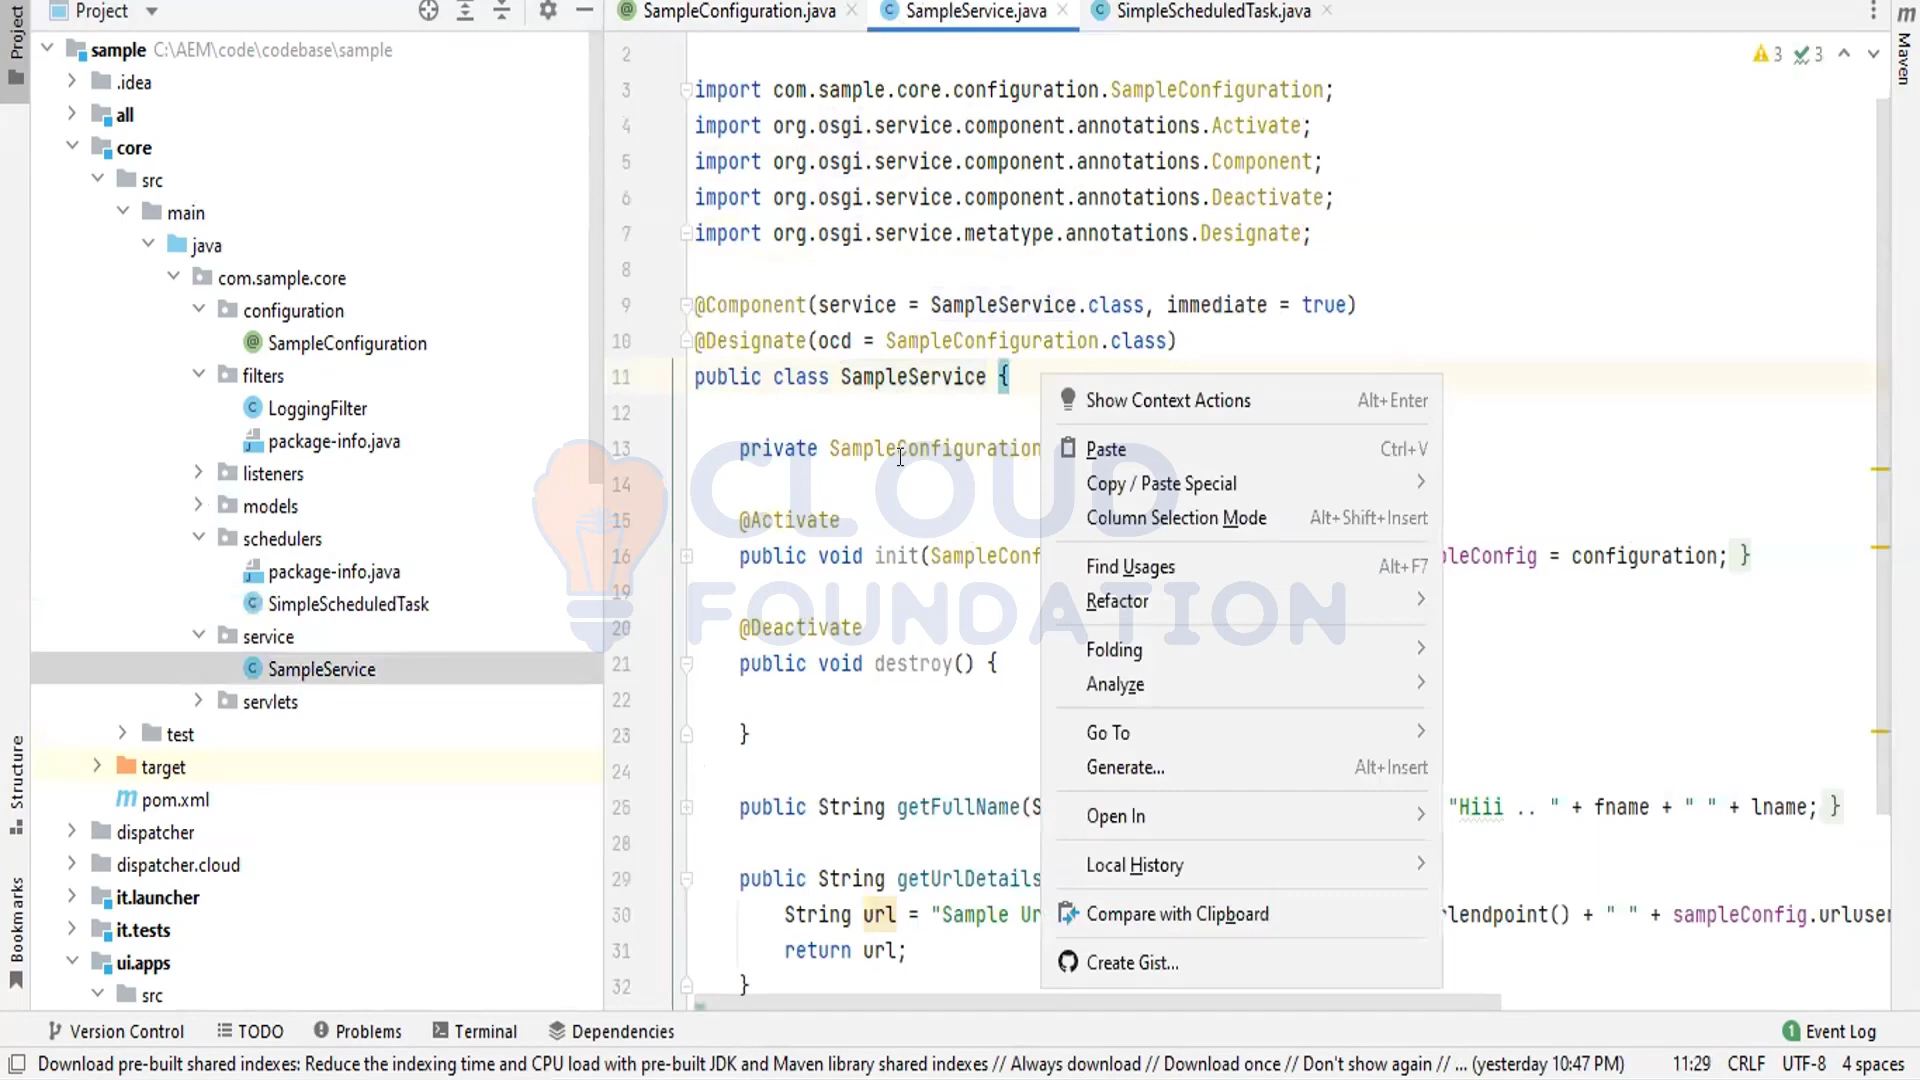 Project
SampleConfiguration.java
SampleService.java
SimpleScheduledTask.java
Project
Maven
sample C:\AEM\code\codebase\sample
.idea
all
core
src
main
java
com.sample.core
configuration
SampleConfiguration
filters
LoggingFilter
package-info.java
listeners
models
schedulers
package-info.java
SimpleScheduledTask
service
SampleService
servlets
test
target
pom.xml
dispatcher
dispatcher.cloud
it.launcher
it.tests
ui.apps
src
Structure
Bookmarks
3 3
2
3 import com.sample.core.configuration.SampleConfiguration;
4 import org.osgi.service.component.annotations.Activate;
5 import org.osgi.service.component.annotations.Component;
6 import org.osgi.service.component.annotations.Deactivate;
7 import org.osgi.service.metatype.annotations.Designate;
8
9 @Component(service = SampleService.class, immediate = true)
10 @Designate(ocd = SampleConfiguration.class)
11 public class SampleService {
12
13 private SampleConfiguration
14
15 @Activate
16 public void init(SampleConf pleConfig = configuration; }
19
20 @Deactivate
21 public void destroy() {
22
23 }
24
25 public String getFullName(S "Hiii .. " + fname + " " + lname; }
28
29 public String getUrlDetails
30 String url = "Sample Ur rlendpoint() + " " + sampleConfig.urluser
31 return url;
32 }
CLOUD
FOUNDATION
Show Context Actions Alt+Enter
Paste Ctrl+V
Copy / Paste Special
Column Selection Mode Alt+Shift+Insert
Find Usages Alt+F7
Refactor
Folding
Analyze
Go To
Generate... Alt+Insert
Open In
Local History
Compare with Clipboard
Create Gist...
Version Control TODO Problems Terminal Dependencies 1 Event Log
Download pre-built shared indexes: Reduce the indexing time and CPU load with pre-built JDK and Maven library shared indexes // Always download // Download once // Don't show again // ... (yesterday 10:47 PM) 11:29 CRLF UTF-8 4 spaces